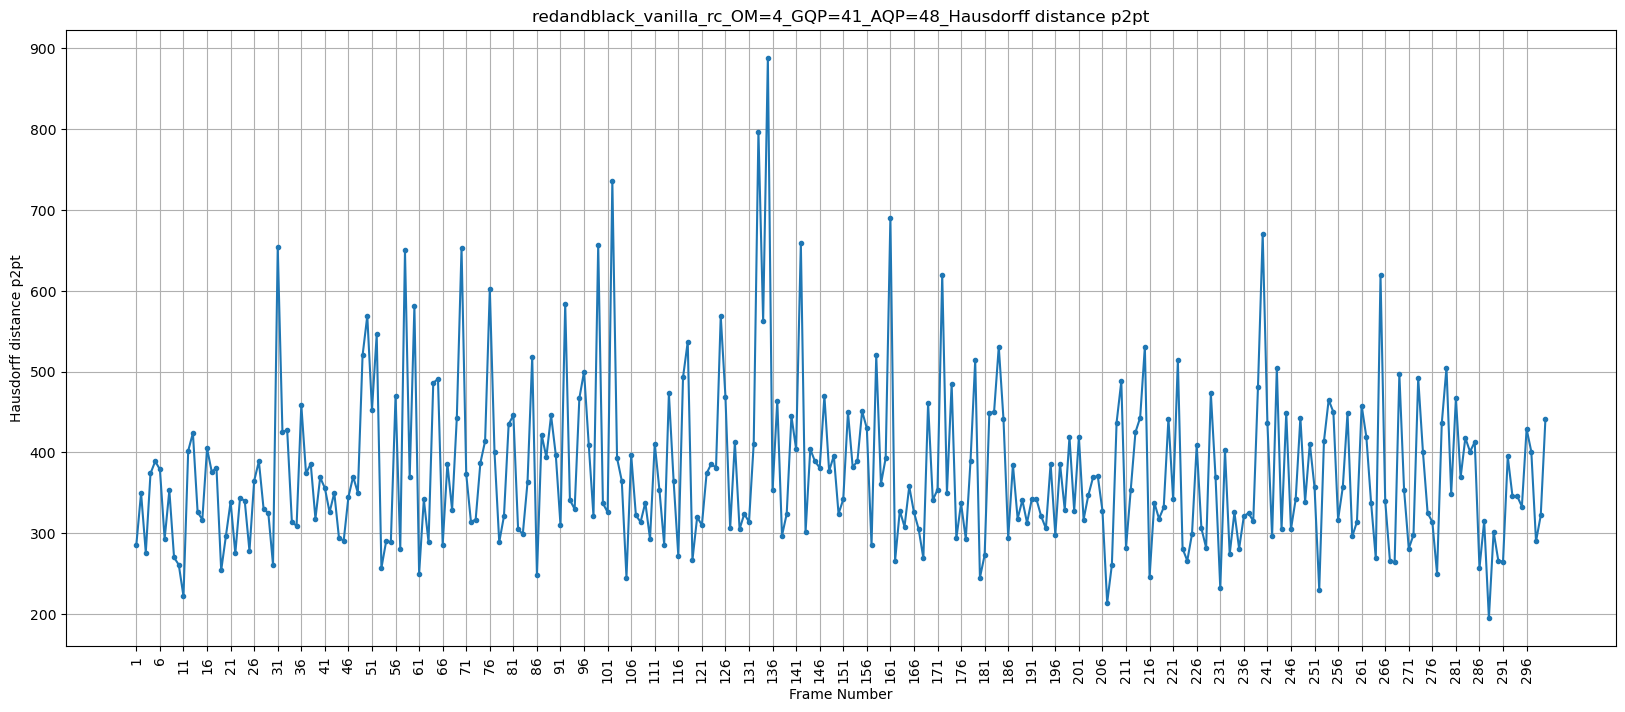 redandblack_vanilla_rc_OM=4_GQP=41_AQP=48_Hausdorff distance p2pt
Hausdorff distance p2pt
900
800
700
600
500
400
300
200
1 6 11 16 21 26 31 36 41 46 51 56 61 66 71 76 81 86 91 96 101 106 111 116 121 126 131 136 141 146 151 156 161 166 171 176 181 186 191 196 201 206 211 216 221 226 231 236 241 246 251 256 261 266 271 276 281 286 291 296
Frame Number